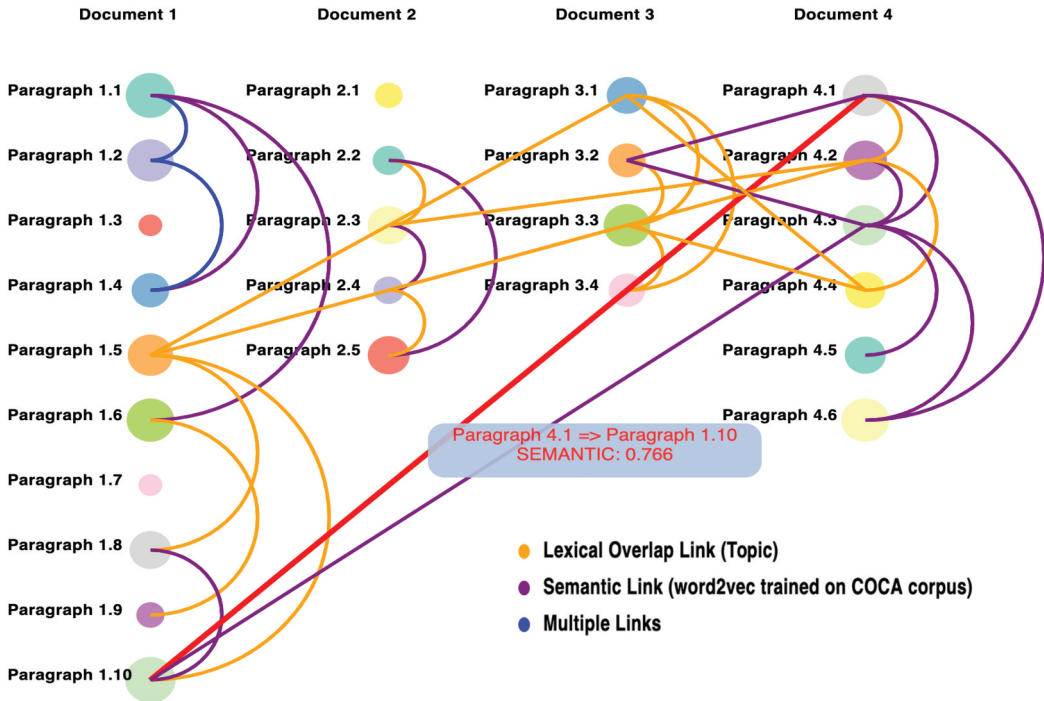 Document 1
Document 2
Document 3
Document 4
Paragraph 1.1
Paragraph 2.1
Paragraph 3.1
Paragraph 4.1
Paragraph 1.2
Paragraph 2.2
Paragraph 3.2
Paragraph 4.2
Paragraph 1.3
Paragraph 2.3
Paragraph 3.3
Paragraph 4.3
Paragraph 1.4
Paragraph 2.4
Paragraph 3.4
Paragraph 4.4
Paragraph 1.5
Paragraph 2.5
Paragraph 4.5
Paragraph 1.6
Paragraph 4.6
Paragraph 4.1 => Paragraph 1.10
SEMANTIC: 0.766
Paragraph 1.7
Paragraph 1.8
Lexical Overlap Link (Topic)
Semantic Link (word2vec trained on COCA corpus)
Paragraph 1.9
Multiple Links
Paragraph 1.10